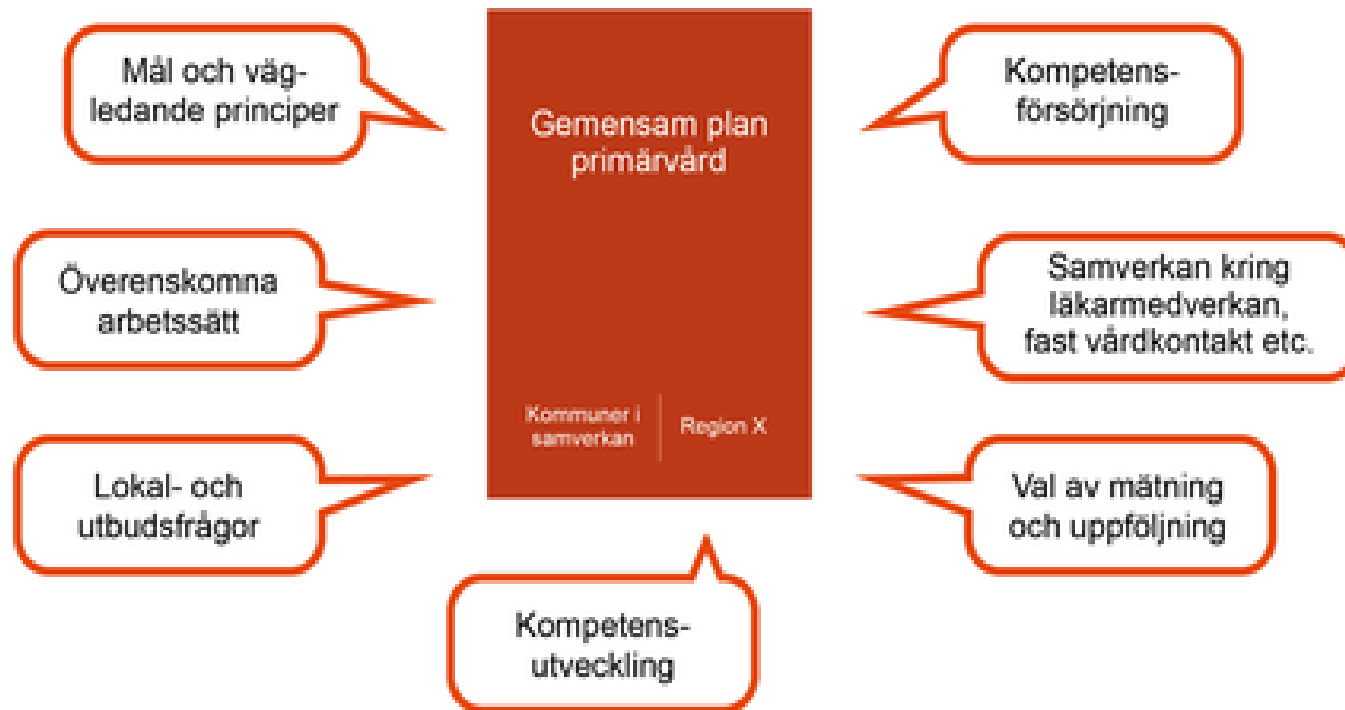 Mål och väg-
ledande principer
Gemensam plan
primärvård
Kompetens-
försörjning
Överenskomna
arbetssätt
Samverkan kring
läkarmedverkan,
fast vårdkontakt etc.
Kommuner i
samverkan
Region X
Lokal- och
utbudsfrågor
Val av mätning
och uppföljning
Kompetens-
utveckling